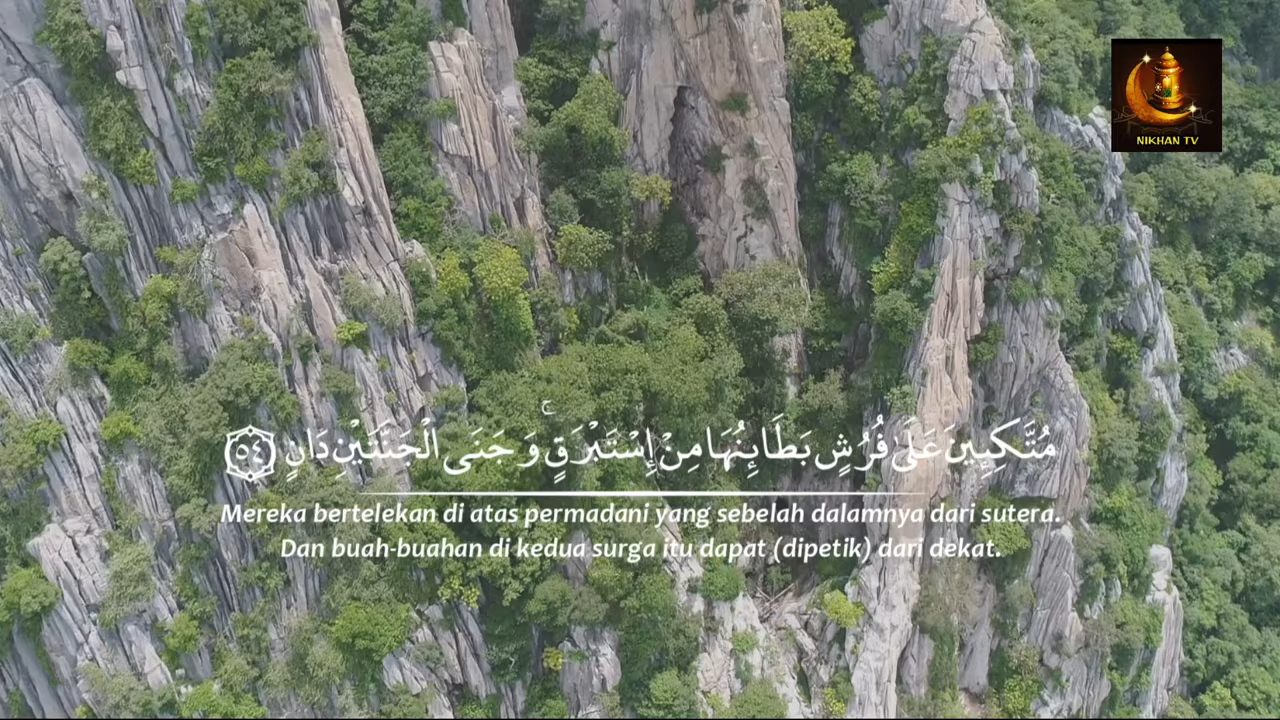 NIKHAN TV
مُتَّكِـِٕينَ عَلَىٰ فُرُشٍۭ بَطَآئِنُهَا مِنْ إِسْتَبْرَقٍۚ وَجَنَى الْجَنَّتَيْنِ دَانٍ ٥٤
Mereka bertelekan di atas permadani yang sebelah dalamnya dari sutera.
Dan buah-buahan di kedua surga itu dapat (dipetik) dari dekat.